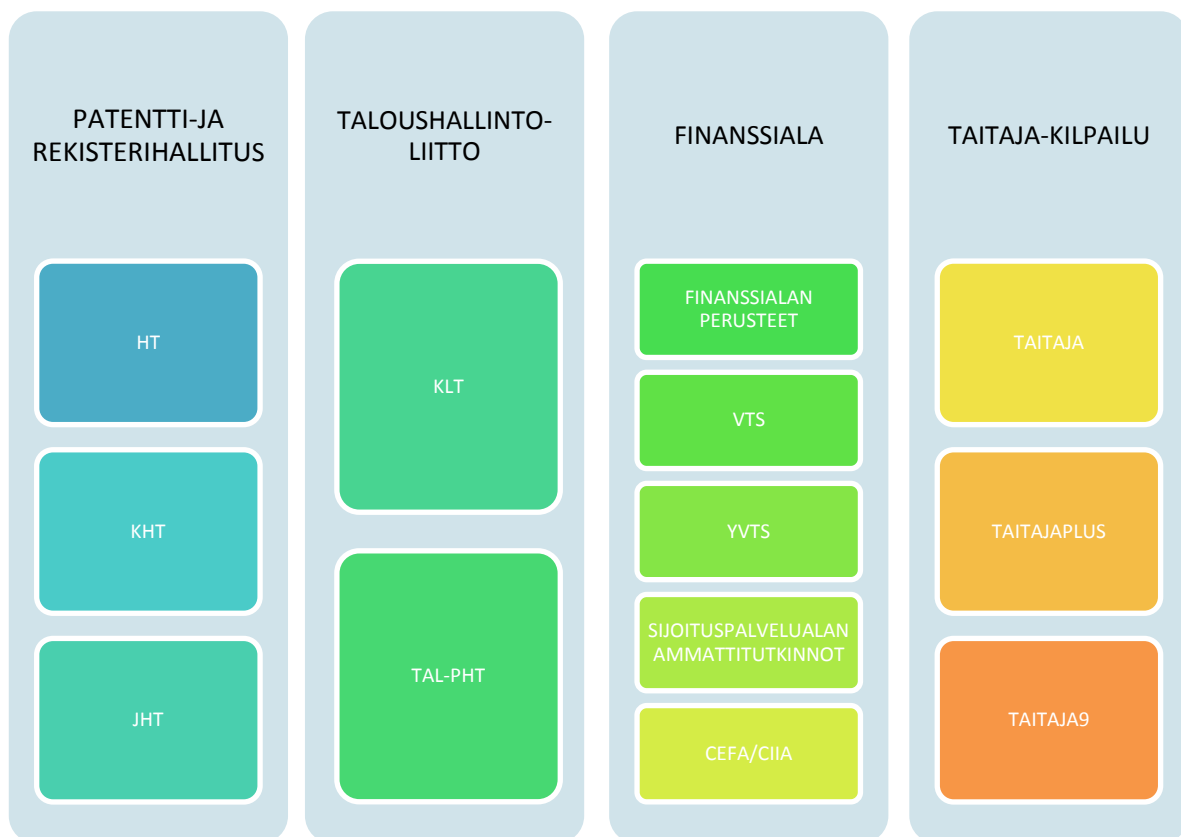 PATENTTI-JA
REKISTERIHALLITUS
HT
KHT
JHT
TALOUSHALLINTO-
LIITTO
KLT
TAL-PHT
FINANSSIALA
FINANSSIALAN
PERUSTEET
VTS
YVTS
SIJOITUSPALVELUALAN
AMMATTITUTKINNOT
CEFA/CIIA
TAITAJA-KILPAILU
TAITAJA
TAITAJAPLUS
TAITAJA9